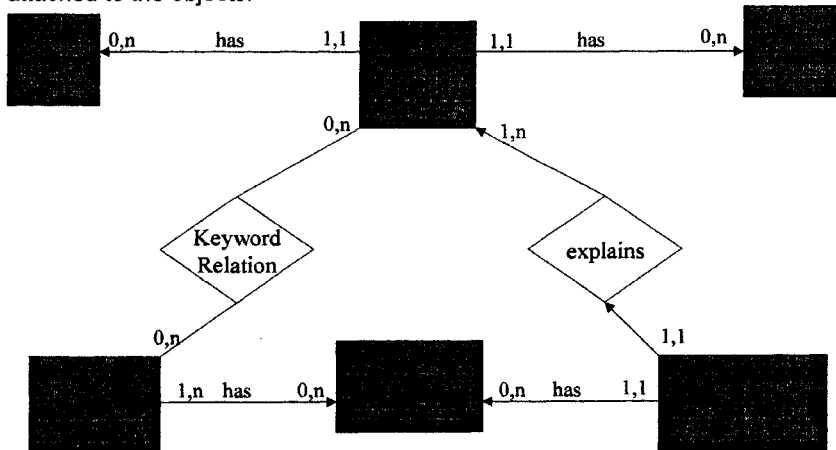 attached to the objects.
0,n has 1,1 1,1 has 0,n
0,n 1,n
Keyword
Relation
explains
0,n 1,1
1,n has 0,n 0,n has 1,1